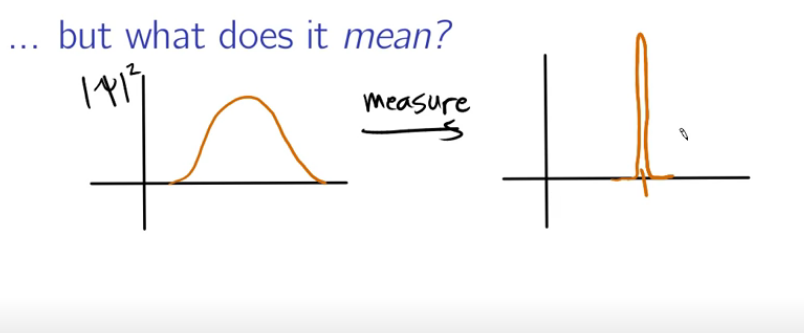 ... but what does it mean?
|ψ|²
measure